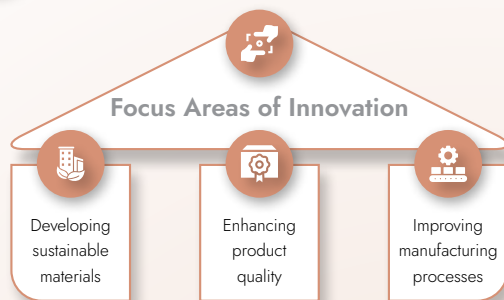 Focus Areas of Innovation
Developing
sustainable
materials
Enhancing
product
quality
Improving
manufacturing
processes